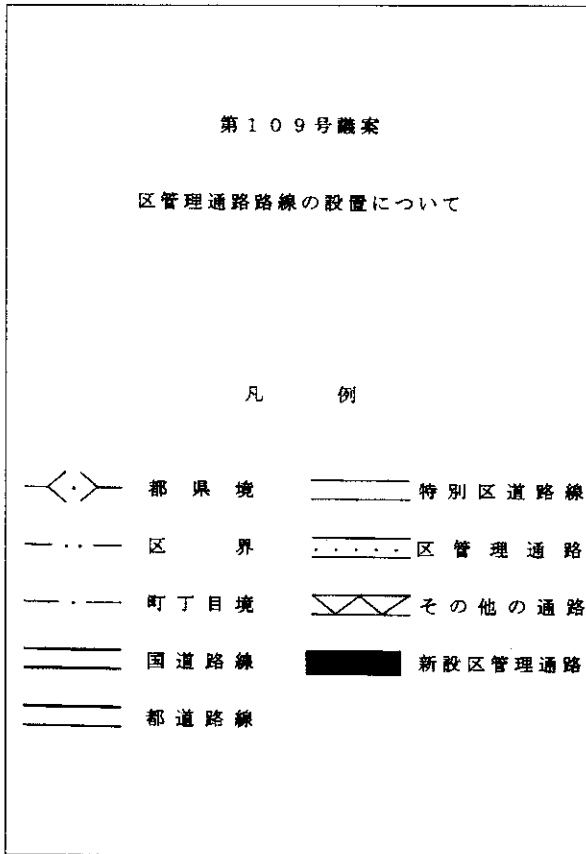 第109号議案
区管理通路路線の設置について
凡 例
都県境
区界
町丁目境
国道路線
都道路線
特別区道路線
区管理通路
その他の通路
新設区管理通路